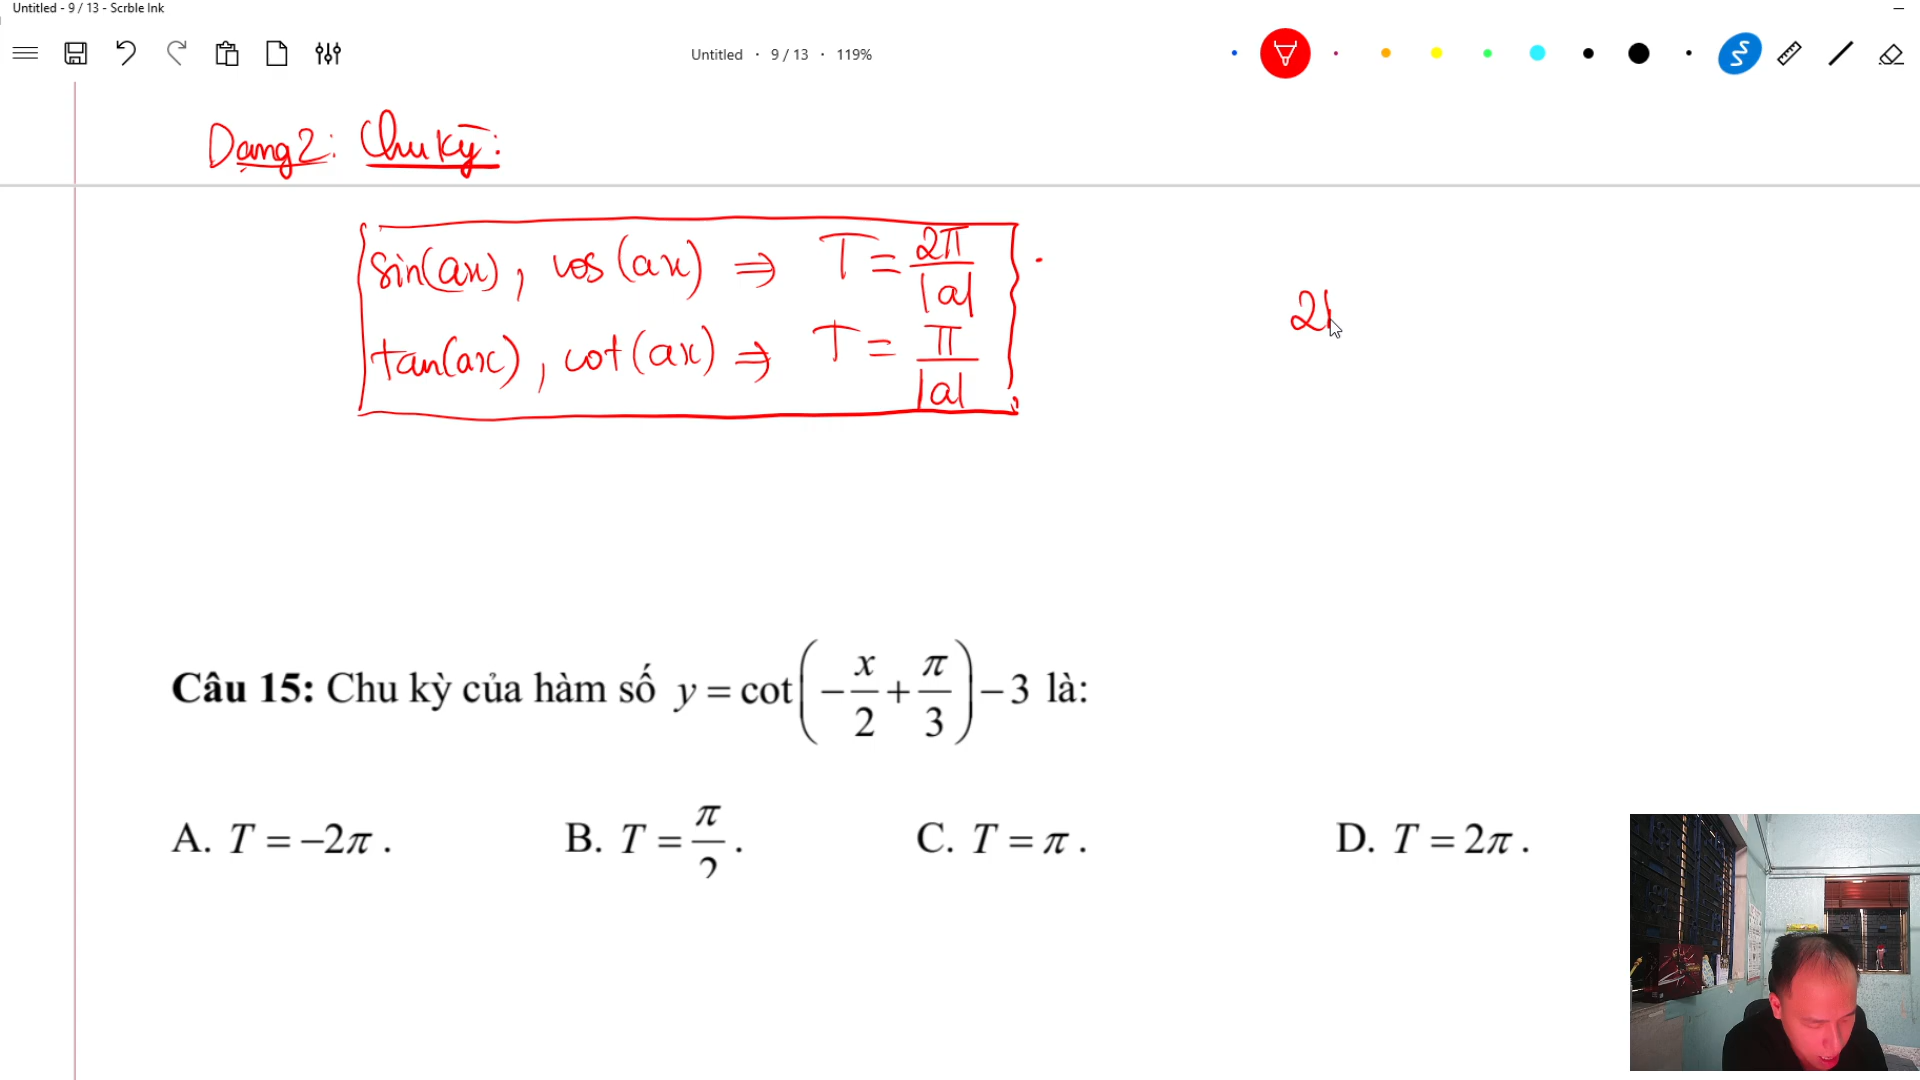 Untitled - 9 / 13 - Scrble Ink
Untitled · 9 / 13 · 119%
Dạng 2: Chu kỳ:
sin(ax), cos(ax) ⇒ T = 2π/|a|
tan(ax), cot(ax) ⇒ T = π/|a|
2
Câu 15: Chu kỳ của hàm số y = cot(−x/2 + π/3) − 3 là:
A. T = −2π. B. T = π/2. C. T = π. D. T = 2π.